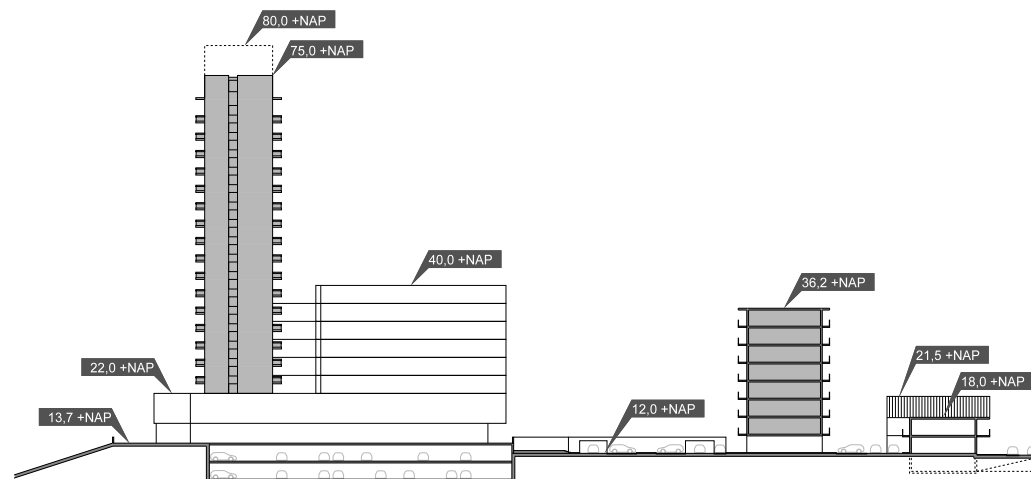 80,0 +NAP
75,0 +NAP
40,0 +NAP
36,2 +NAP
22,0 +NAP
21,5 +NAP
18,0 +NAP
13,7 +NAP
12,0 +NAP